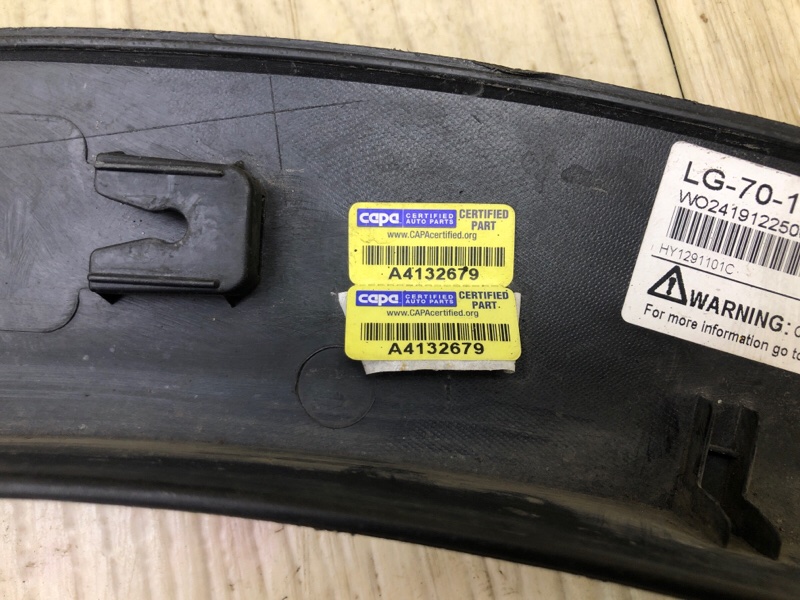 capa CERTIFIED AUTO PARTS CERTIFIED PART
www.CAPAcertified.org
A4132679
capa CERTIFIED AUTO PARTS CERTIFIED PART
www.CAPAcertified.org
A4132679
LG-70-1
WO241912250
HY1291101C
WARNING:
For more information go to